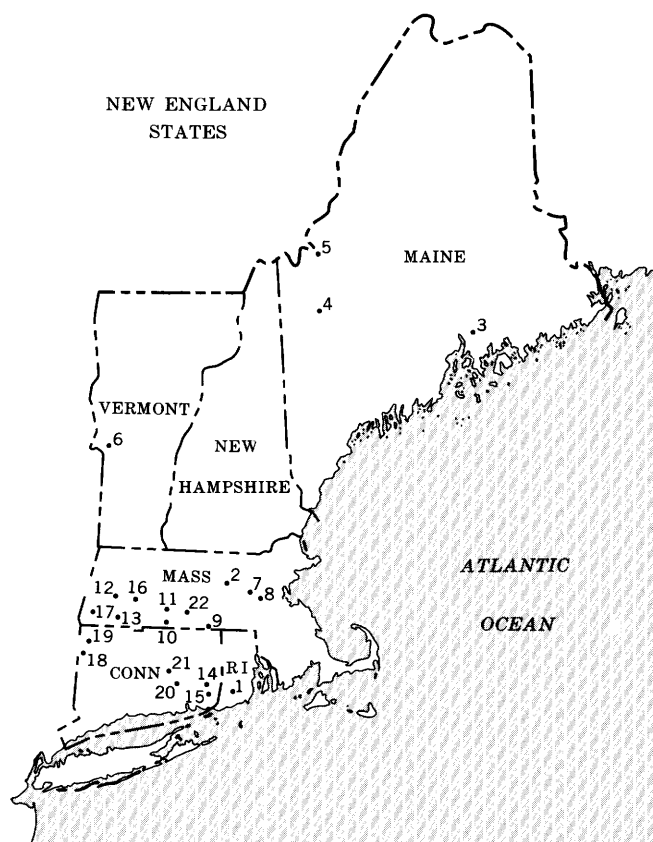 NEW ENGLAND
STATES
5
MAINE
4
3
VERMONT
6
NEW
HAMPSHIRE
MASS
2
7
8
12
16
11
22
17
13
10
9
19
18
CONN
21
14
RI
20
15
1
ATLANTIC
OCEAN